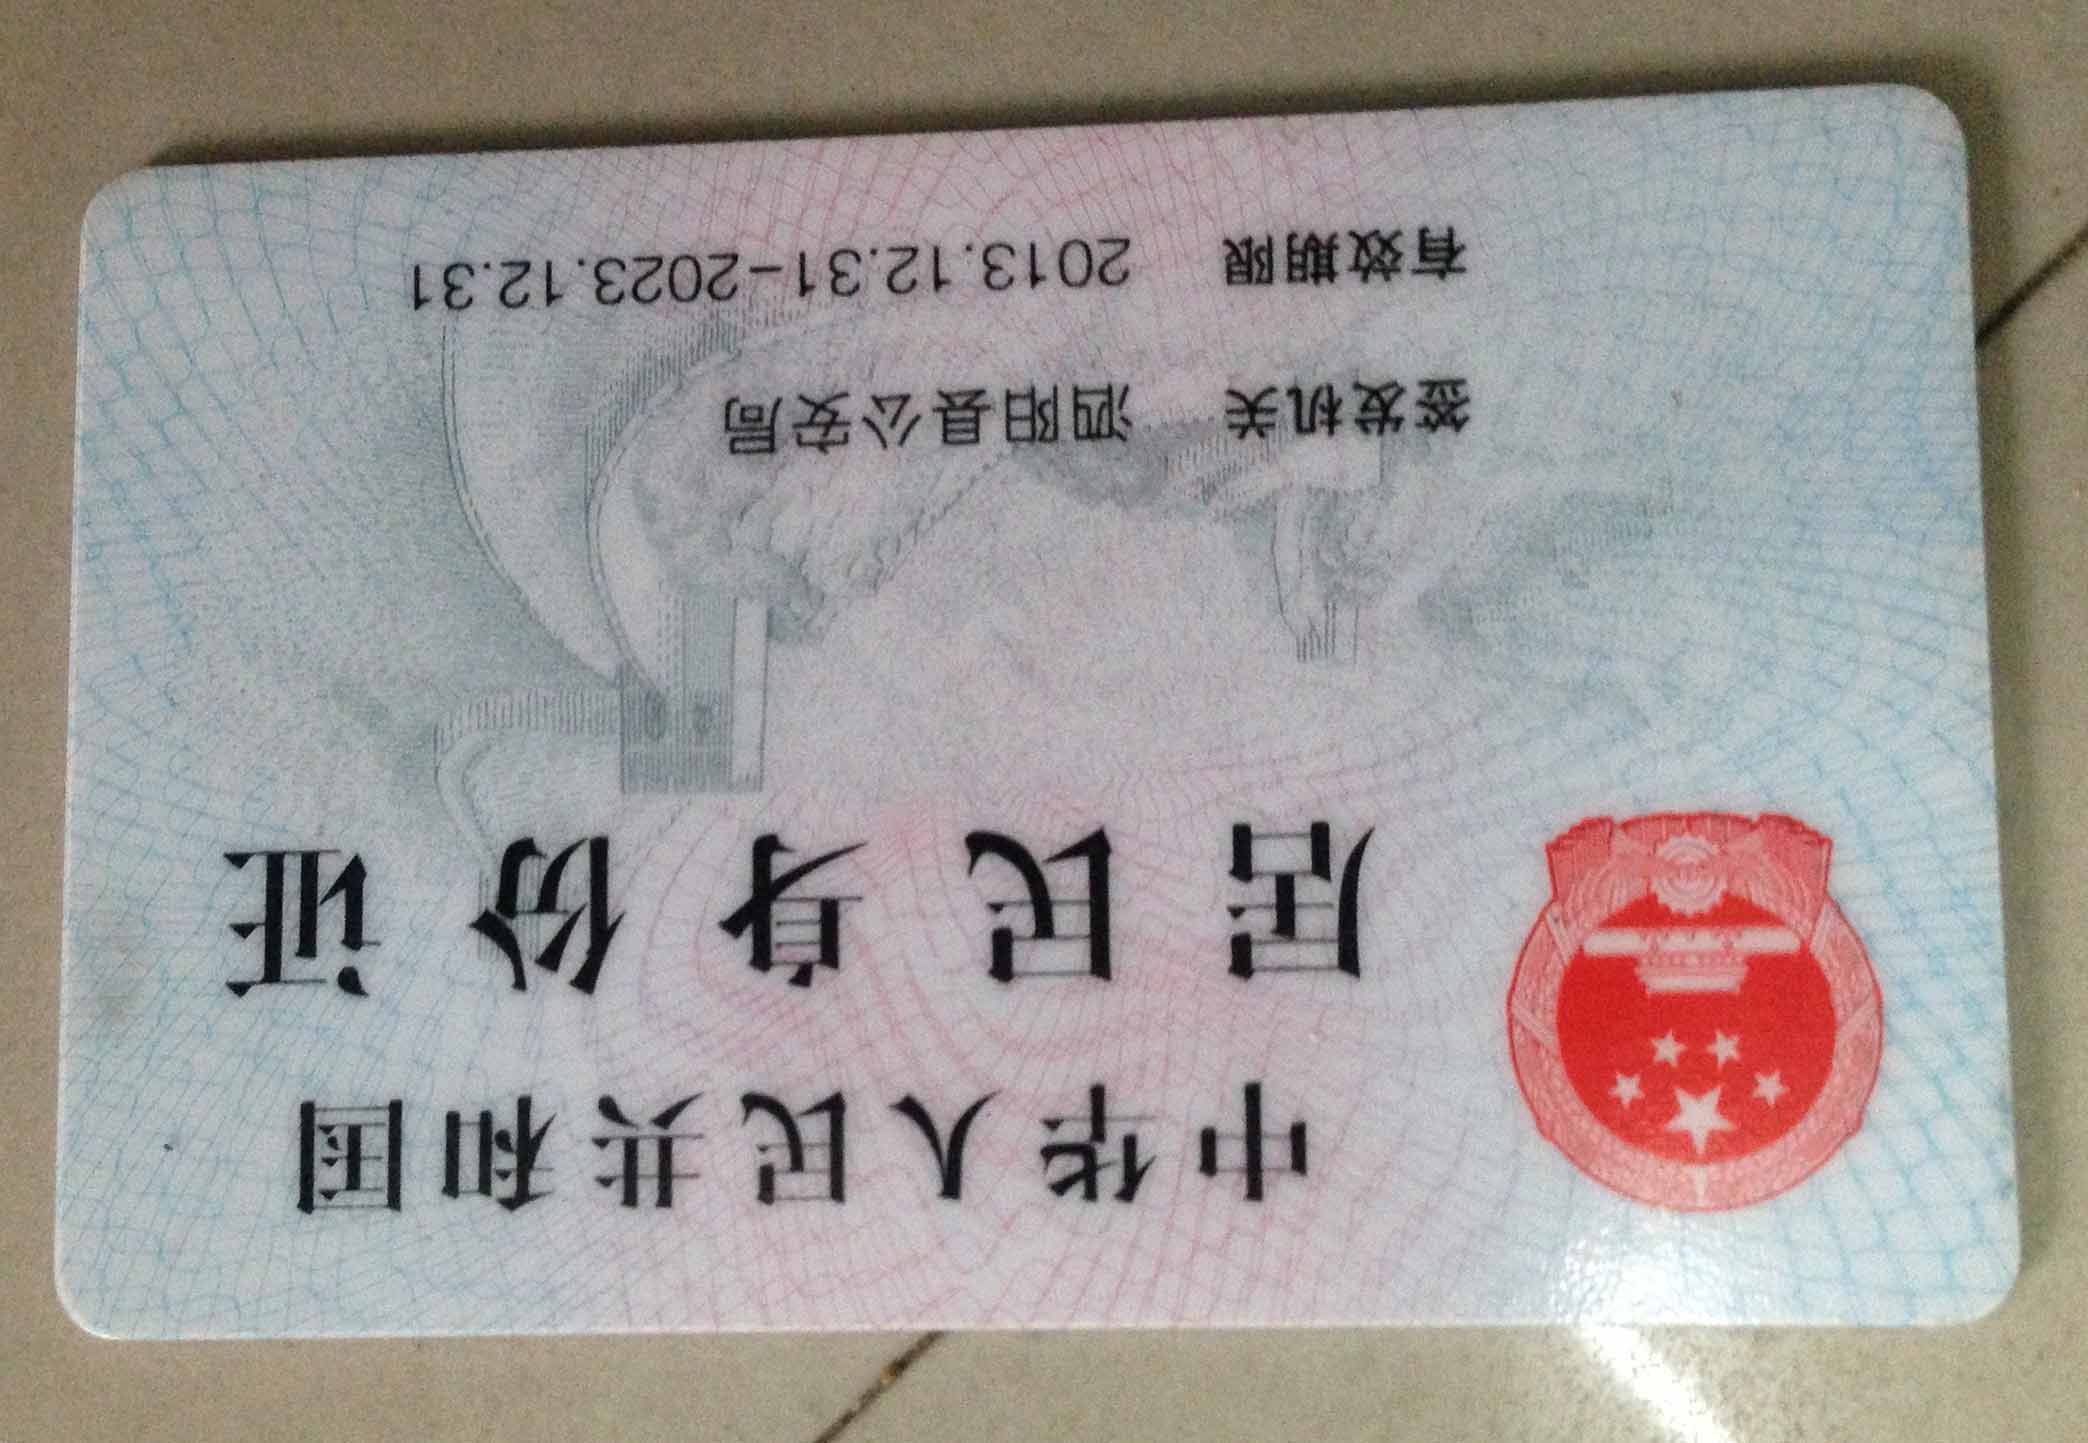 中华人民共和国
居民身份证
签发机关 泗阳县公安局
有效期限 2013.12.31-2023.12.31